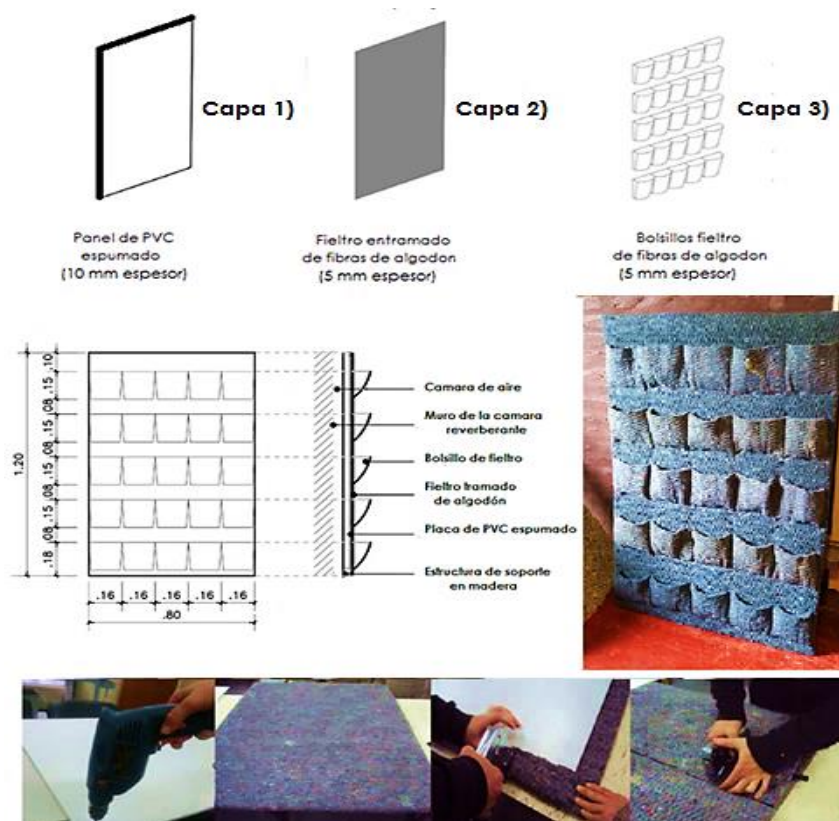 Capa 1)
Capa 2)
Capa 3)
Panel de PVC
espumado
(10 mm espesor)
Fieltro entramado
de fibras de algodon
(5 mm espesor)
Bolsillos fieltro
de fibras de algodon
(5 mm espesor)
1.20
.10
.15
.08
.15
.08
.15
.08
.15
.08
.18
.16
.16
.16
.16
.16
.80
Camara de aire
Muro de la camara
reverberante
Bolsillo de fieltro
Fieltro tramado
de algodón
Placa de PVC espumado
Estructura de soporte
en madera